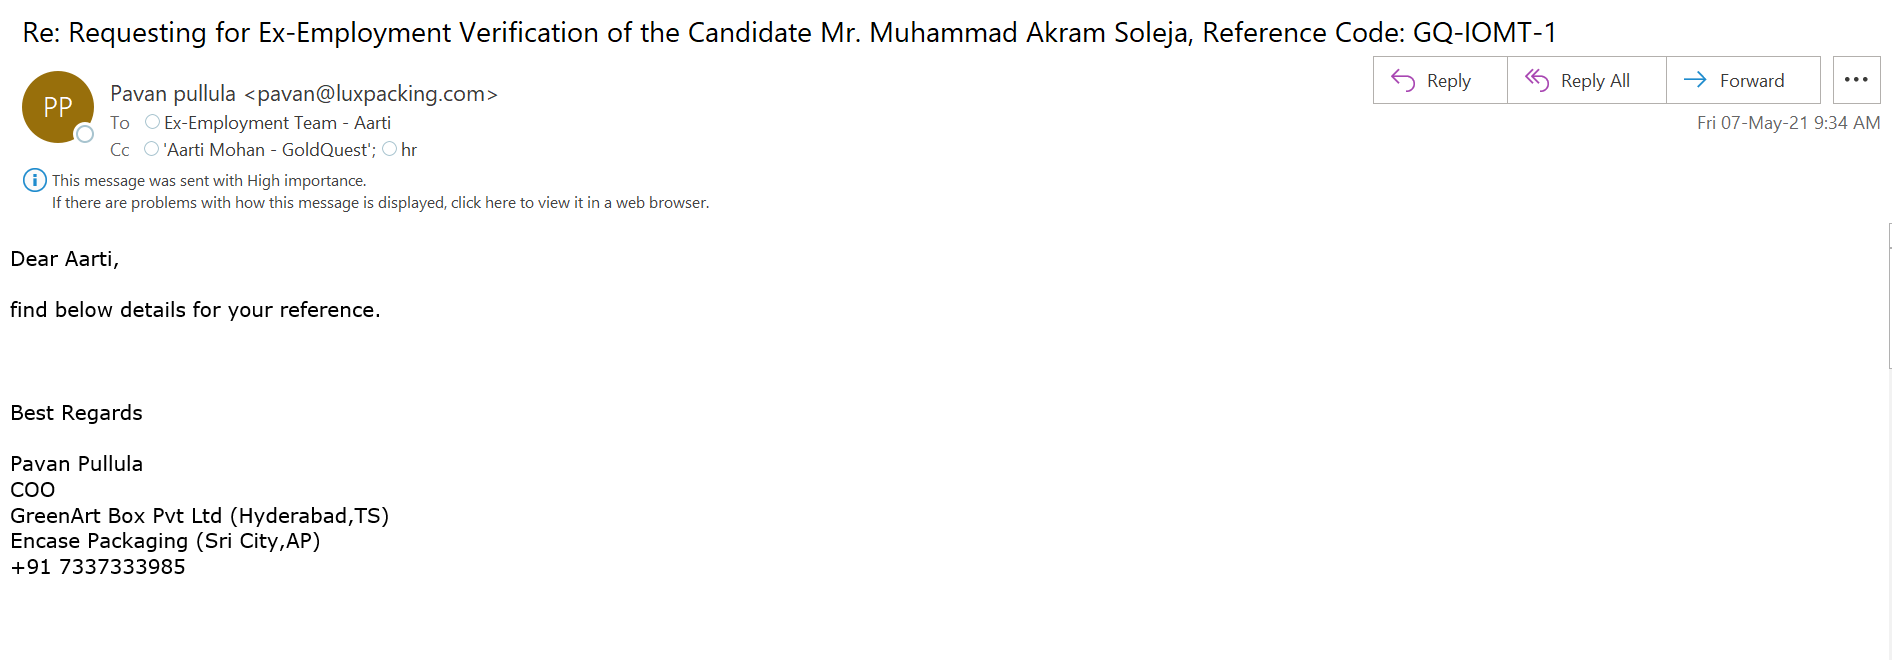 Re: Requesting for Ex-Employment Verification of the Candidate Mr. Muhammad Akram Soleja, Reference Code: GQ-IOMT-1
PP
Pavan pullula <pavan@luxpacking.com>
To Ex-Employment Team - Aarti
Cc 'Aarti Mohan - GoldQuest'; hr
Reply
Reply All
Forward
Fri 07-May-21 9:34 AM
This message was sent with High importance.
If there are problems with how this message is displayed, click here to view it in a web browser.
Dear Aarti,
find below details for your reference.
Best Regards
Pavan Pullula
COO
GreenArt Box Pvt Ltd (Hyderabad,TS)
Encase Packaging (Sri City,AP)
+91 7337333985